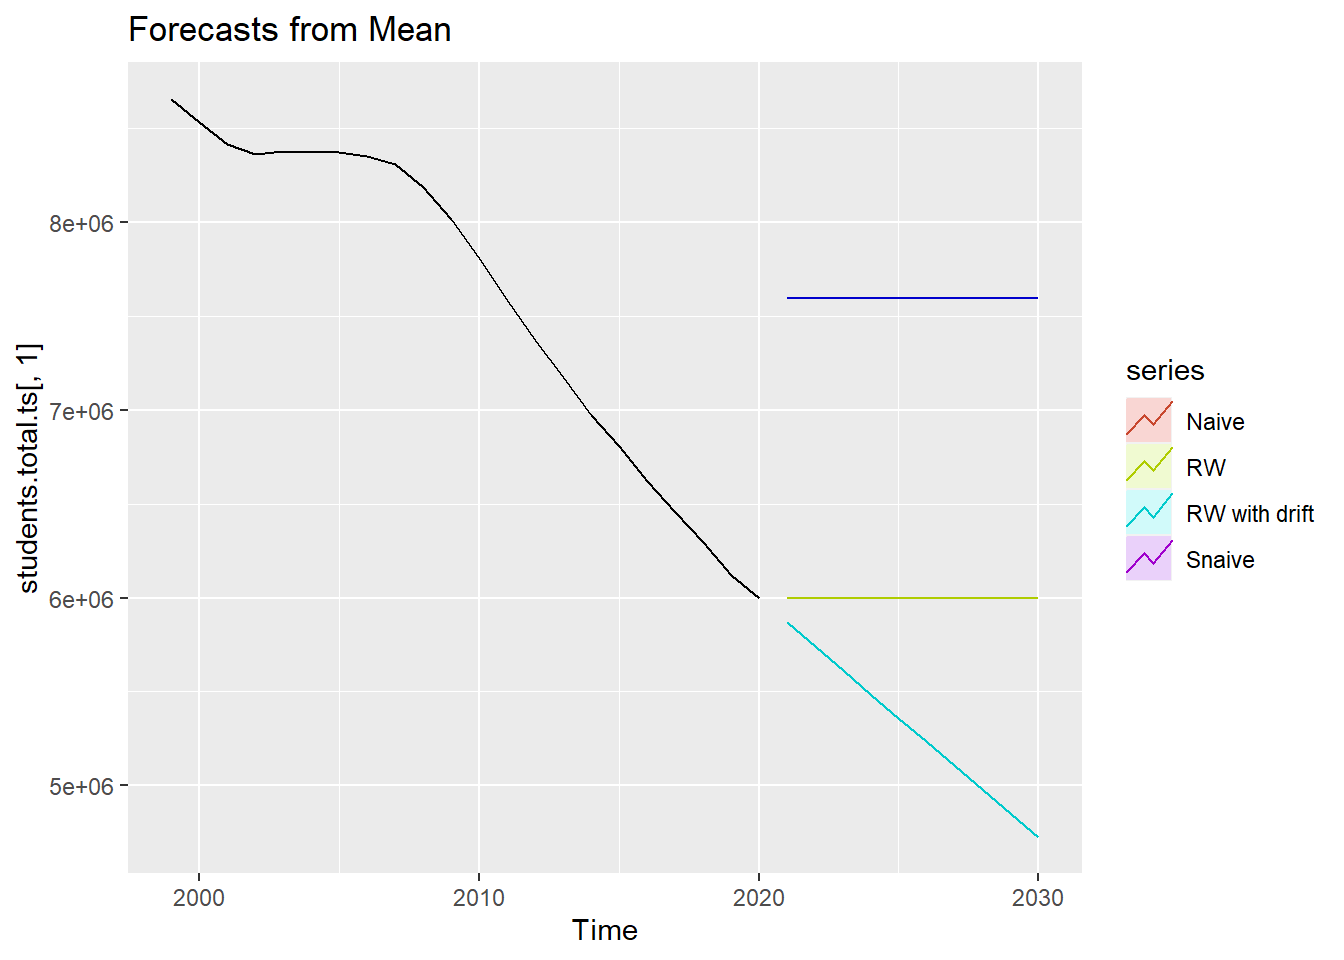 Forecasts from Mean
students.total.ts[, 1]
8e+06
7e+06
6e+06
5e+06
2000
2010
2020
2030
Time
series
Naive
RW
RW with drift
Snaive